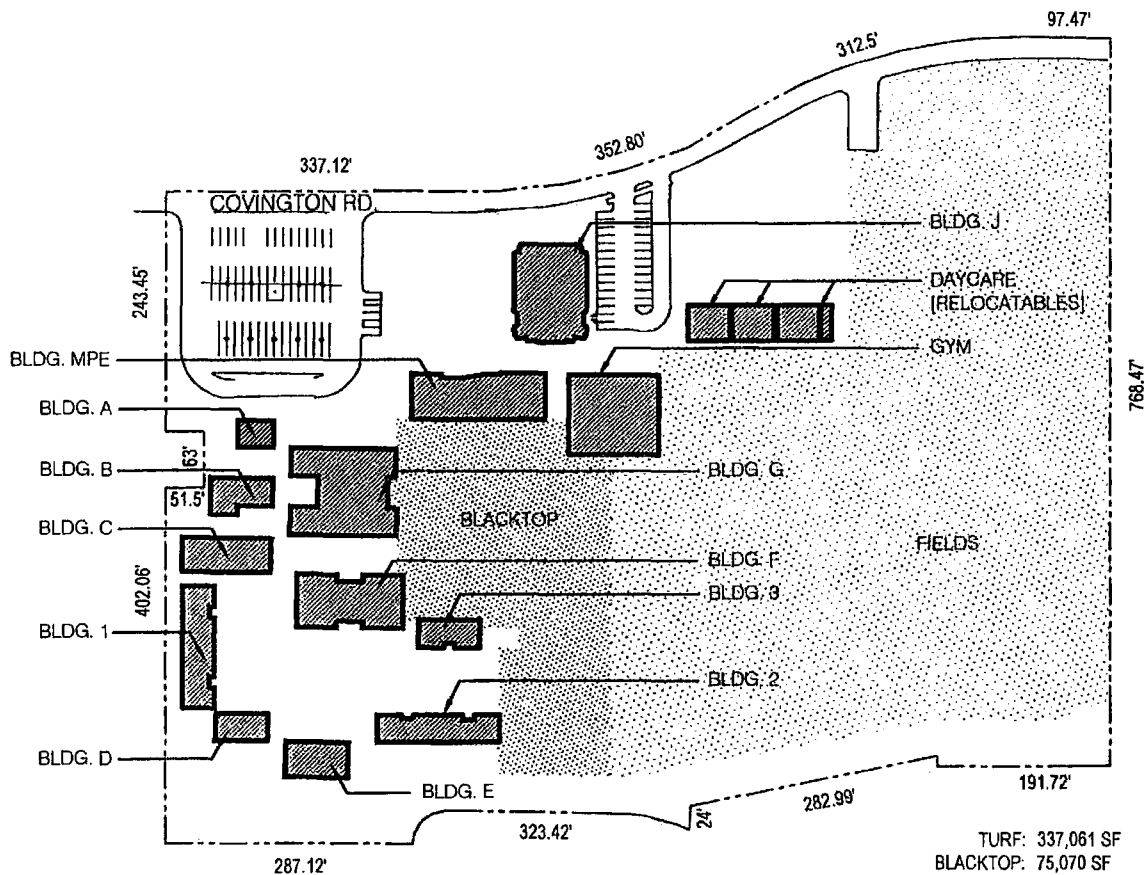 97.47'
312.5'
352.80'
337.12'
COVINGTON RD.
BLDG. J
243.45'
DAYCARE
[RELOCATABLES]
BLDG. MPE
GYM
768.47'
BLDG. A
63'
BLDG. B
BLDG. G
51.5'
BLACKTOP
BLDG. C
FIELDS
BLDG. F
402.06'
BLDG. 3
BLDG. 1
BLDG. 2
BLDG. D
BLDG. E
191.72'
282.99'
24'
323.42'
287.12'
TURF: 337,061 SF
BLACKTOP: 75,070 SF